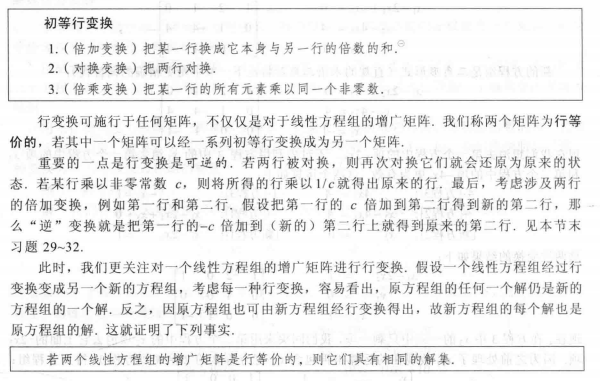 初等行变换
1.（倍加变换）把某一行换成它本身与另一行的倍数的和.㊀
2.（对换变换）把两行对换.
3.（倍乘变换）把某一行的所有元素乘以同一个非零数.
行变换可施行于任何矩阵，不仅仅是对于线性方程组的增广矩阵. 我们称两个矩阵为行等
价的，若其中一个矩阵可以经一系列初等行变换成为另一个矩阵.
重要的一点是行变换是可逆的. 若两行被对换，则再次对换它们就会还原为原来的状
态. 若某行乘以非零常数 c，则将所得的行乘以1/c就得出原来的行. 最后，考虑涉及两行
的倍加变换，例如第一行和第二行. 假设把第一行的 c 倍加到第二行得到新的第二行，那
么“逆”变换就是把第一行的-c 倍加到（新的）第二行上就得到原来的第二行. 见本节末
习题 29~32.
此时，我们更关注对一个线性方程组的增广矩阵进行行变换. 假设一个线性方程组经过行
变换变成另一个新的方程组，考虑每一种行变换，容易看出，原方程组的任何一个解仍是新的
方程组的一个解. 反之，因原方程组也可由新方程组经行变换得出，故新方程组的每个解也是
原方程组的解. 这就证明了下列事实.
若两个线性方程组的增广矩阵是行等价的，则它们具有相同的解集.